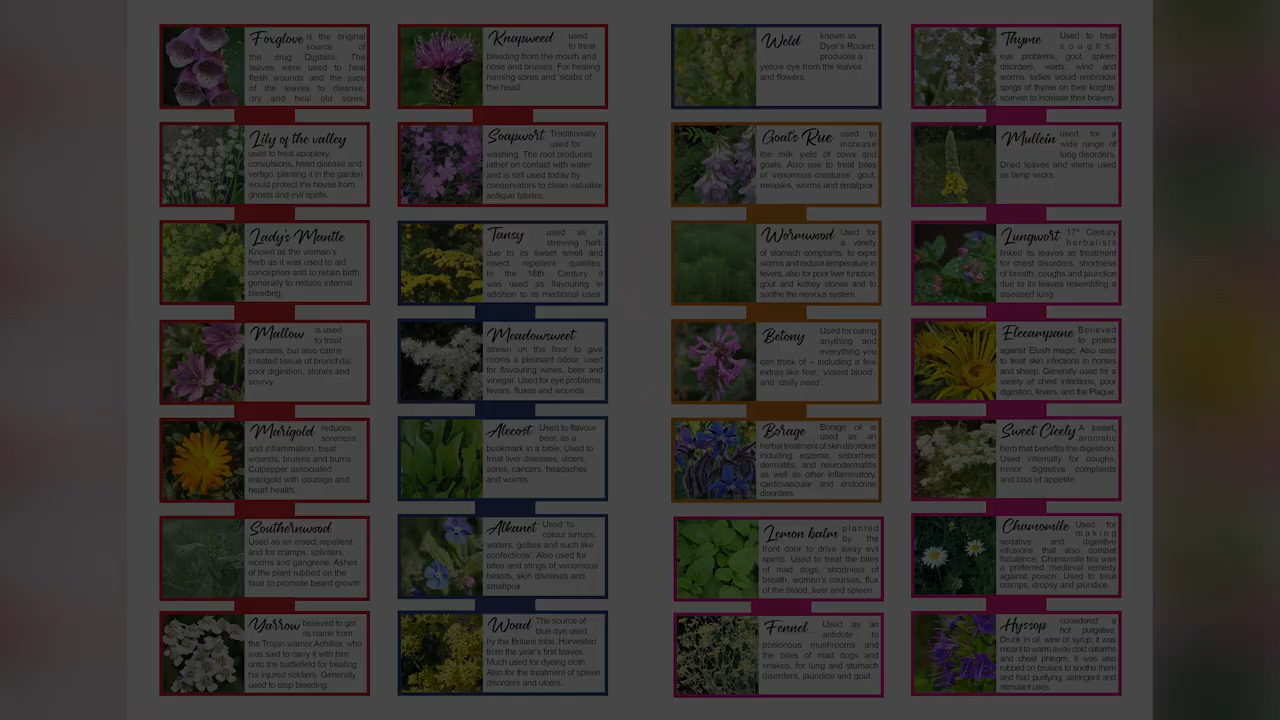 Foxglove is the original
source of
the drug Digitalis. The
leaves were used to heal
flesh wounds and the juice
of the leaves to cleanse,
dry and heal old sores,
Lily of the valley
used to treat apoplexy,
convulsions, heart disease and
vertigo. planting it in the garden
would protect the house from
ghosts and evil spirits.
Lady's Mantle
Known as the woman's
herb as it was used to aid
conception and to retain birth,
generally to reduce internal
bleeding.
Mallow is used
to treat
psoriasis, but also calms
irritated tissue of bronchitis,
poor digestion, stones and
scurvy
Marigold reduces
soreness
and inflammation, treat
wounds, bruises and burns
Culpepper associated
marigold with courage and
heart health.
Southernwood
Used as an insect repellent
and for cramps, splinters,
worms and gangrene. Ashes
of the plant rubbed on the
face to promote beard growth
Yarrow believed to get
its name from
the Trojan warrior Achilles, who
was said to carry it with him
onto the battlefield for treating
his injured soldiers. Generally
used to stop bleeding.
Knapweed used
to treat
bleeding from the mouth and
nose and bruises. For healing
running sores and 'scabs of
the head'.
Soapwort Traditionally
used for
washing. The root produces
lather on contact with water
and is still used today by
conservators to clean valuable
antique fabrics.
Tansy used as a
strewing herb
due to its sweet smell and
insect repellent qualities
In the 16th. Century it
was used as flavouring in
addition to its medicinal uses
Meadowsweet
strewn on the floor to give
rooms a pleasant odour, used
for flavouring wines, beer and
vinegar. Used for eye problems,
fevers, fluxes and wounds.
Alecost Used to flavour
beer, as a
bookmark in a bible. Used to
treat liver diseases, ulcers,
sores, cancers, headaches
and worms.
Alkanet Used 'to
colour sirrups,
waters, gellies and such like
confections'. Also used for
bites and stings of venomous
beasts, skin diseases and
smallpox.
Woad The source of
blue dye used
by the Britans tribe. Harvested
from the year's first leaves.
Much used for dyeing cloth.
Also for the treatment of spleen
disorders and ulcers.
Weld known as
Dyer's Rocket
produces a
yellow dye from the leaves
and flowers.
Goat's Rue used to
increase
the milk yield of cows and
goats. Also use to treat bites
of 'venomous creatures', gout,
measles, worms and smallpox.
Wormwood Used for
a variety
of stomach complaints, to expel
worms and reduce temperature in
fevers, also for poor liver function.
gout and kidney stones and to
soothe the nervous system.
Betony Used for curing
anything and
everything you
can think of – including a few
extras like fear, 'violent blood',
and 'chilly need'.
Borage Borage oil is
used as an
herbal treatment of skin disorders
including eczema, seborrheic
dermatitis, and neurodermatitis
as well as other inflammatory,
cardiovascular and endocrine
disorders.
Lemon balm planted
by the
front door to drive away evil
spirits. Used to treat the bites
of mad dogs, shortness of
breath, women's courses, flux
of the blood, liver and spleen.
Fennel Used as an
antidote to
poisonous mushrooms and
the bites of mad dogs and
snakes, for lung and stomach
disorders, jaundice and gout.
Thyme Used to treat
coughs,
eye problems, gout, spleen
disorders, warts, wind and
worms. ladies would embroider
sprigs of thyme on their knights'
scarves to increase their bravery.
Mullein used for a
wide range of
lung disorders,
Dried leaves and stems used
as lamp wicks.
Lungwort 17th Century
herbalists
linked its leaves as treatment
for chest disorders, shortness
of breath, coughs and jaundice
due to its leaves resembling a
diseased lung
Elecampane Believed
to protect
against Elvish magic. Also used
to treat skin infections in horses
and sheep. Generally used for a
variety of chest infections, poor
digestion, fevers, and the Plague.
Sweet Cicely A sweet,
aromatic
herb that benefits the digestion.
Used internally for coughs,
minor digestive complaints
and loss of appetite.
Chamomile Used for
making
sedative and digestive
infusions that also combat
flatulence. Chamomile tea was
a preferred medieval remedy
against poison. Used to treat
cramps, dropsy and jaundice.
Hyssop considered a
hot purgative.
Drunk in oil, wine or syrup, it was
meant to warm away cold catarrhs
and chest phlegm. It was also
rubbed on bruises to soothe them
and had purifying, astringent and
stimulant uses.